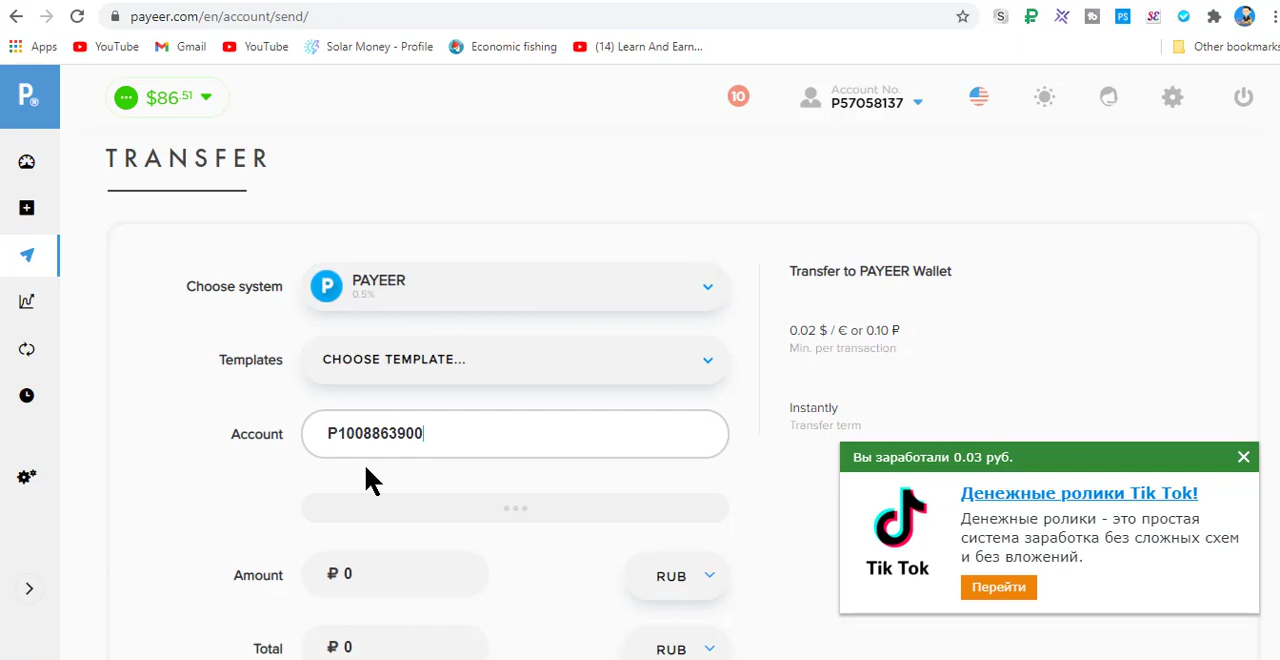 payeer.com/en/account/send/
Apps YouTube Gmail YouTube Solar Money - Profile Economic fishing (14) Learn And Earn... Other bookmarks
P® $86.51 10 Account No.
P57058137
TRANSFER
Choose system PAYEER
0.5%
Templates CHOOSE TEMPLATE...
Account P1008863900
Amount ₽ 0 RUB
Total ₽ 0 RUB
Transfer to PAYEER Wallet
0.02 $ / € or 0.10 ₽
Min. per transaction
Instantly
Transfer term
Вы заработали 0.03 руб.
Денежные ролики Tik Tok!
Денежные ролики - это простая
система заработка без сложных схем
и без вложений.
Tik Tok
Перейти